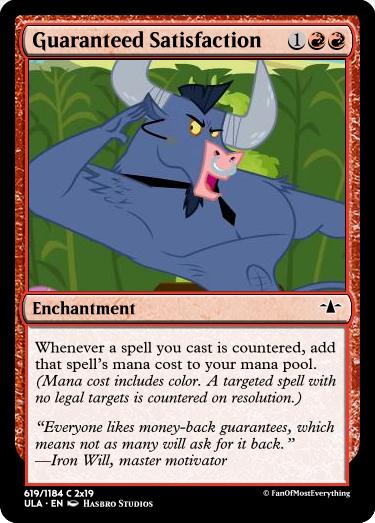 Guaranteed Satisfaction 1
Enchantment
Whenever a spell you cast is countered, add
that spell's mana cost to your mana pool.
(Mana cost includes color. A targeted spell with
no legal targets is countered on resolution.)
“Everyone likes money-back guarantees, which
means not as many will ask for it back.”
—Iron Will, master motivator
619/1184 C 2x19
ULA • EN Hasbro Studios
© FanOfMostEverything